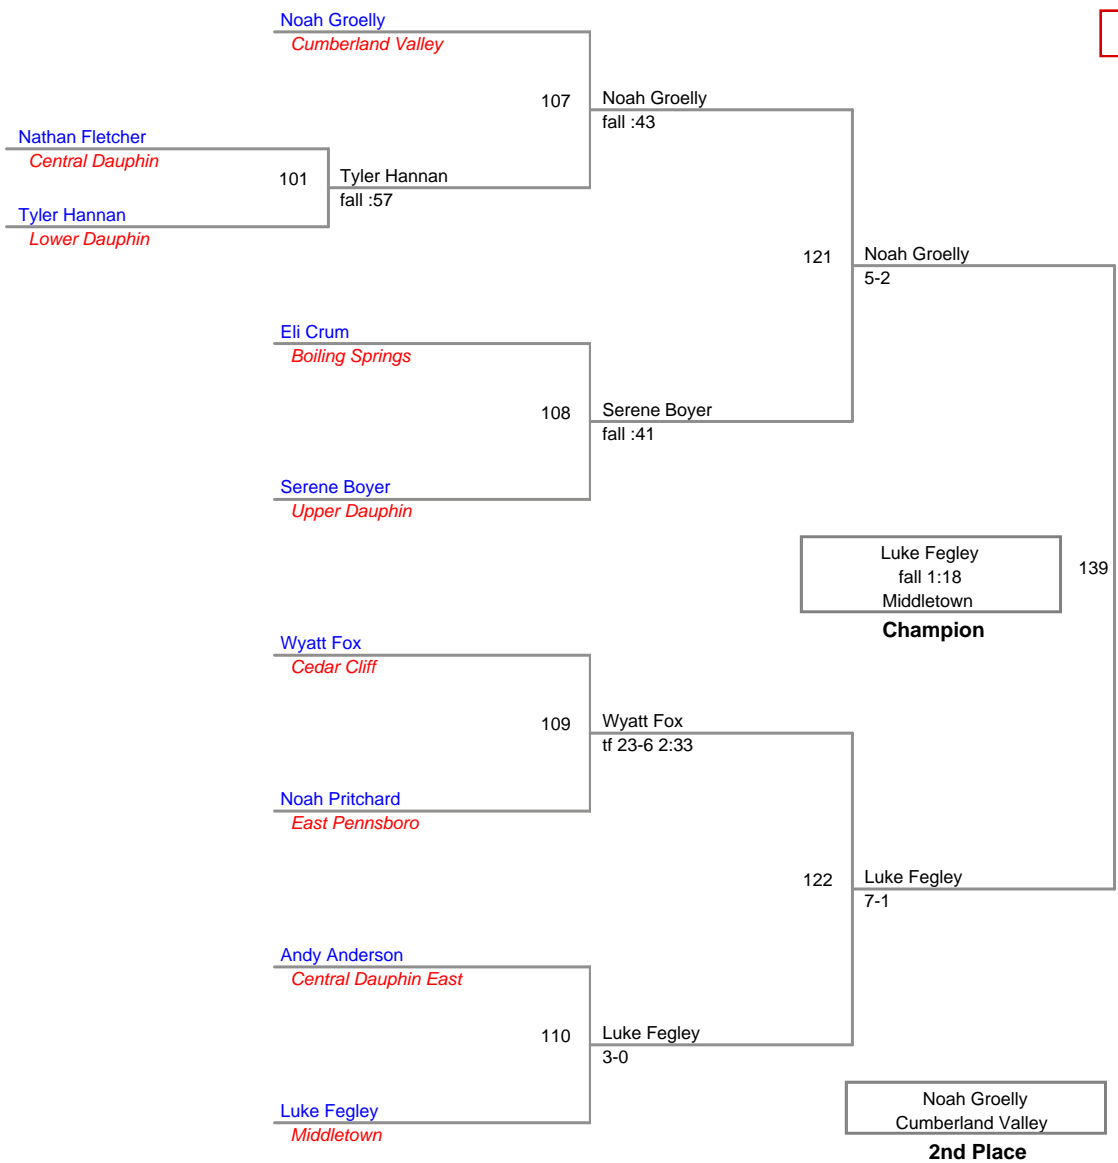 Noah Groelly
Cumberland Valley
107
Noah Groelly
fall :43
Nathan Fletcher
Central Dauphin
101
Tyler Hannan
fall :57
Tyler Hannan
Lower Dauphin
121
Noah Groelly
5-2
Eli Crum
Boiling Springs
108
Serene Boyer
fall :41
Serene Boyer
Upper Dauphin
Luke Fegley
fall 1:18
Middletown
139
Champion
Wyatt Fox
Cedar Cliff
109
Wyatt Fox
tf 23-6 2:33
Noah Pritchard
East Pennsboro
122
Luke Fegley
7-1
Andy Anderson
Central Dauphin East
110
Luke Fegley
3-0
Luke Fegley
Middletown
Noah Groelly
Cumberland Valley
2nd Place